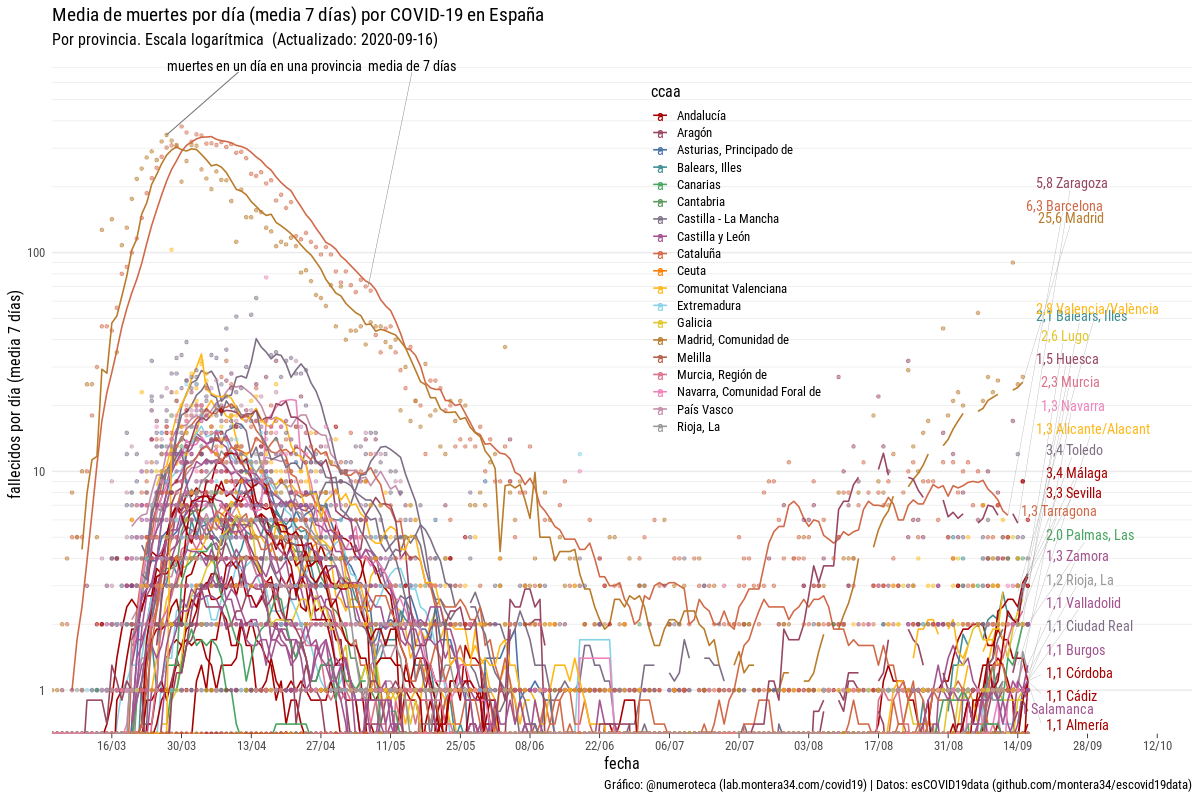 Media de muertes por día (media 7 días) por COVID-19 en España
Por provincia. Escala logarítmica (Actualizado: 2020-09-16)
muertes en un día en una provincia
media de 7 días
ccaa
Andalucía
Aragón
Asturias, Principado de
Balears, Illes
Canarias
Cantabria
Castilla - La Mancha
Castilla y León
Cataluña
Ceuta
Comunitat Valenciana
Extremadura
Galicia
Madrid, Comunidad de
Melilla
Murcia, Región de
Navarra, Comunidad Foral de
País Vasco
Rioja, La
5,8 Zaragoza
6,3 Barcelona
25,6 Madrid
2,8 Valencia/València
2,1 Balears, Illes
2,6 Lugo
1,5 Huesca
2,3 Murcia
1,3 Navarra
1,3 Alicante/Alacant
3,4 Toledo
3,4 Málaga
3,3 Sevilla
1,3 Tarragona
2,0 Palmas, Las
1,3 Zamora
1,2 Rioja, La
1,1 Valladolid
1,1 Ciudad Real
1,1 Burgos
1,1 Córdoba
1,1 Cádiz
Salamanca
1,1 Almería
fallecidos por día (media 7 días)
100
10
1
16/03
30/03
13/04
27/04
11/05
25/05
08/06
22/06
06/07
20/07
03/08
17/08
31/08
14/09
28/09
12/10
fecha
Gráfico: @numeroteca (lab.montera34.com/covid19) | Datos: esCOVID19data (github.com/montera34/escovid19data)